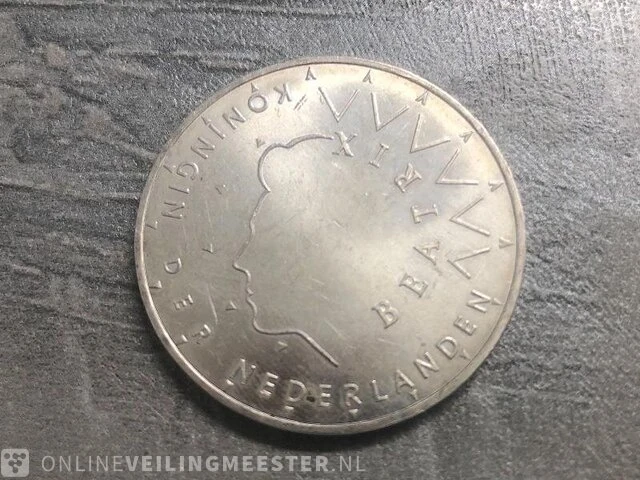 KONINGIN DER NEDERLANDEN
BEATRIX
ONLINEVEILINGMEESTER.NL